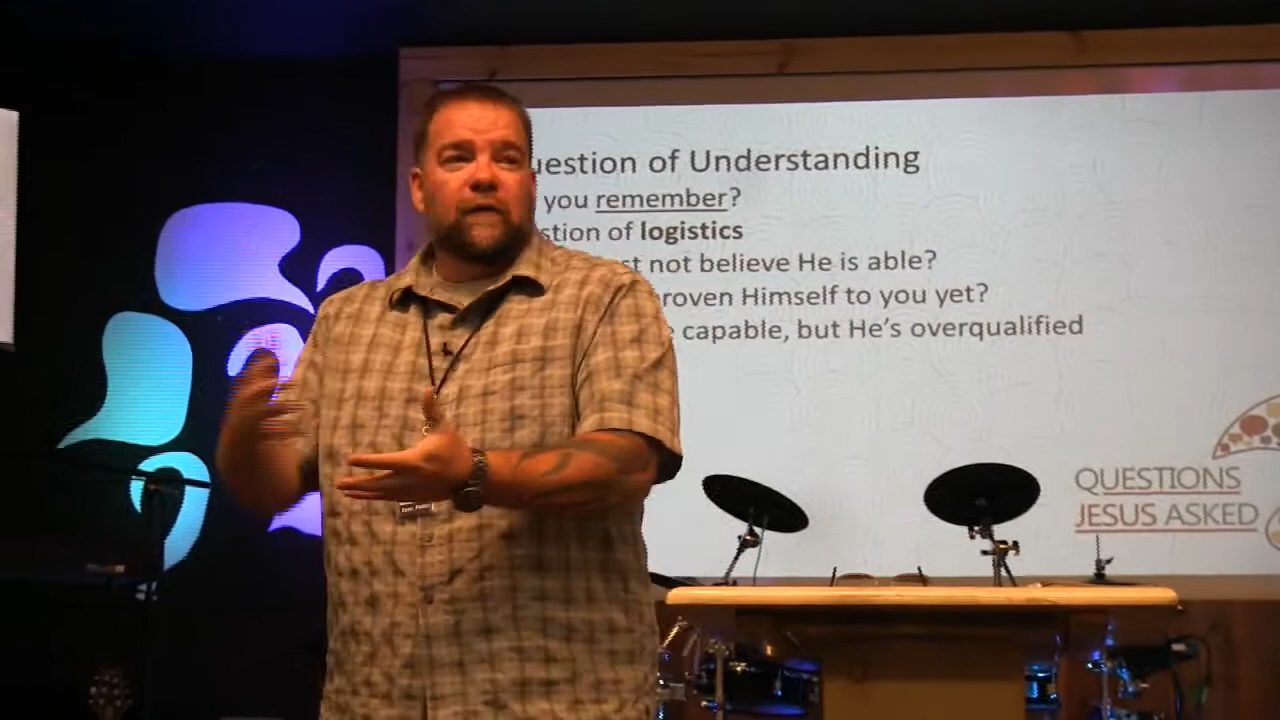 uestion of Understanding
you remember?
stion of logistics
st not believe He is able?
roven Himself to you yet?
capable, but He's overqualified
QUESTIONS
JESUS ASKED